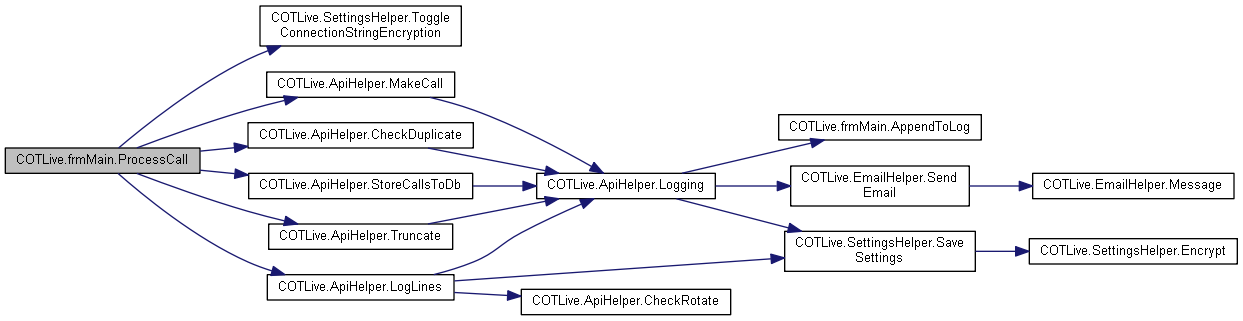 COTLive.frmMain.ProcessCall
COTLive.SettingsHelper.Toggle
ConnectionStringEncryption
COTLive.ApiHelper.MakeCall
COTLive.ApiHelper.CheckDuplicate
COTLive.ApiHelper.StoreCallsToDb
COTLive.ApiHelper.Truncate
COTLive.ApiHelper.LogLines
COTLive.ApiHelper.Logging
COTLive.ApiHelper.CheckRotate
COTLive.frmMain.AppendToLog
COTLive.EmailHelper.Send
Email
COTLive.SettingsHelper.Save
Settings
COTLive.EmailHelper.Message
COTLive.SettingsHelper.Encrypt